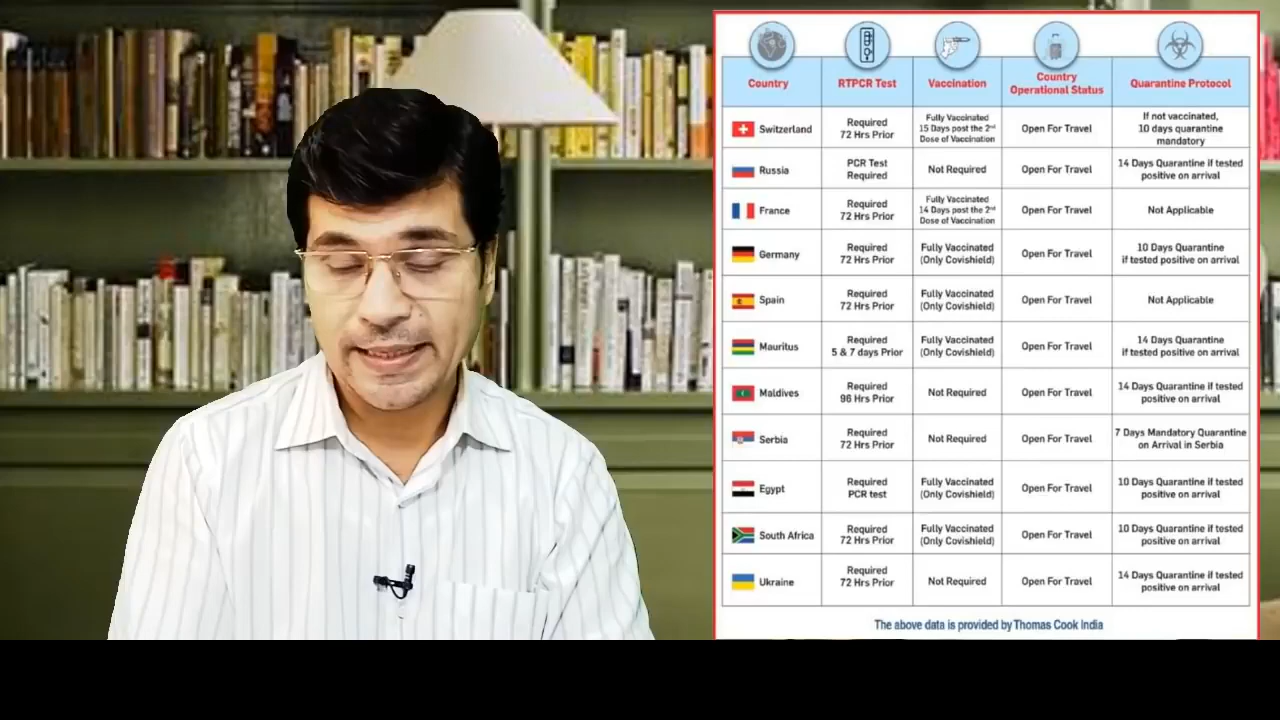 Country
RTPCR Test
Vaccination
Country
Operational Status
Quarantine Protocol
Switzerland
Required
72 Hrs Prior
Fully Vaccinated
15 Days post the 2nd
Dose of Vaccination
Open For Travel
If not vaccinated,
10 days quarantine
mandatory
Russia
PCR Test
Required
Not Required
Open For Travel
14 Days Quarantine if tested
positive on arrival
France
Required
72 Hrs Prior
Fully Vaccinated
14 Days post the 2nd
Dose of Vaccination
Open For Travel
Not Applicable
Germany
Required
72 Hrs Prior
Fully Vaccinated
(Only Covishield)
Open For Travel
10 Days Quarantine
if tested positive on arrival
Spain
Required
72 Hrs Prior
Fully Vaccinated
(Only Covishield)
Open For Travel
Not Applicable
Mauritus
Required
5 & 7 days Prior
Fully Vaccinated
(Only Covishield)
Open For Travel
14 Days Quarantine
if tested positive on arrival
Maldives
Required
96 Hrs Prior
Not Required
Open For Travel
14 Days Quarantine if tested
positive on arrival
Serbia
Required
72 Hrs Prior
Not Required
Open For Travel
7 Days Mandatory Quarantine
on Arrival in Serbia
Egypt
Required
PCR test
Fully Vaccinated
(Only Covishield)
Open For Travel
10 Days Quarantine if tested
positive on arrival
South Africa
Required
72 Hrs Prior
Fully Vaccinated
(Only Covishield)
Open For Travel
10 Days Quarantine if tested
positive on arrival
Ukraine
Required
72 Hrs Prior
Not Required
Open For Travel
14 Days Quarantine if tested
positive on arrival
The above data is provided by Thomas Cook India